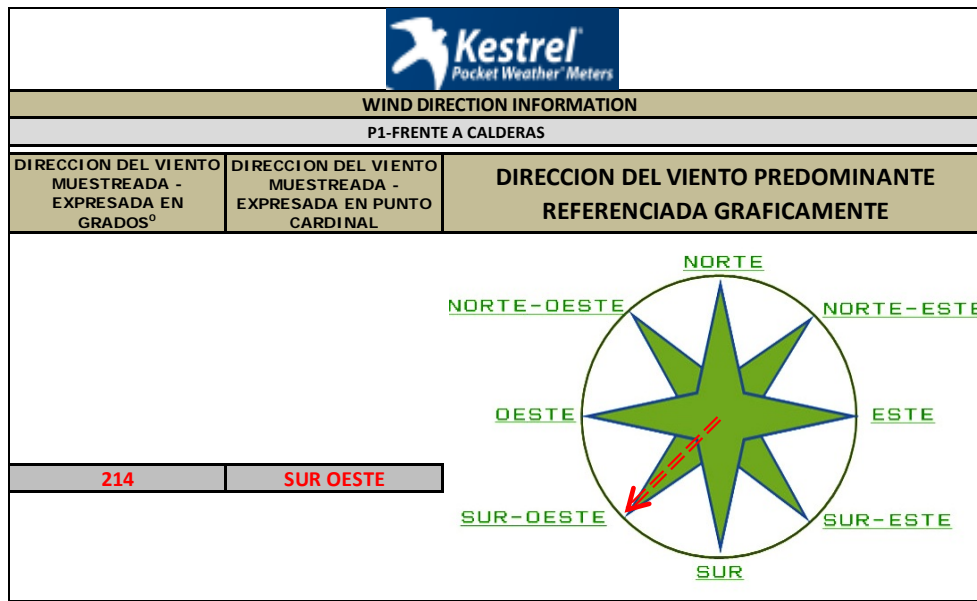 Kestrel®
Pocket Weather® Meters
WIND DIRECTION INFORMATION
P1-FRENTE A CALDERAS
DIRECCION DEL VIENTO
MUESTREADA -
EXPRESADA EN
GRADOS⁰
DIRECCION DEL VIENTO
MUESTREADA -
EXPRESADA EN PUNTO
CARDINAL
DIRECCION DEL VIENTO PREDOMINANTE
REFERENCIADA GRAFICAMENTE
NORTE
NORTE-OESTE
NORTE-ESTE
OESTE
ESTE
214
SUR OESTE
SUR-OESTE
SUR-ESTE
SUR